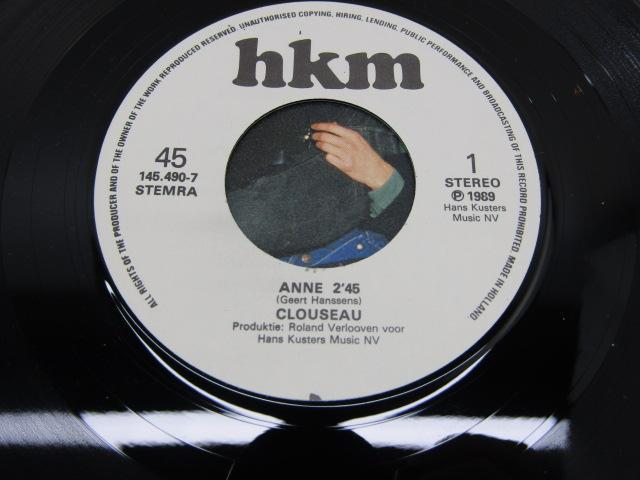 ALL RIGHTS OF THE PRODUCER AND OF THE OWNER OF THE WORK REPRODUCED RESERVED. UNAUTHORISED COPYING, HIRING, LENDING, PUBLIC PERFORMANCE AND BROADCASTING OF THIS RECORD PROHIBITED. MADE IN HOLLAND
hkm
45
145.490-7
STEMRA
1
STEREO
℗ 1989
Hans Kusters
Music NV
ANNE 2'45
(Geert Hanssens)
CLOUSEAU
Produktie: Roland Verlooven voor
Hans Kusters Music NV